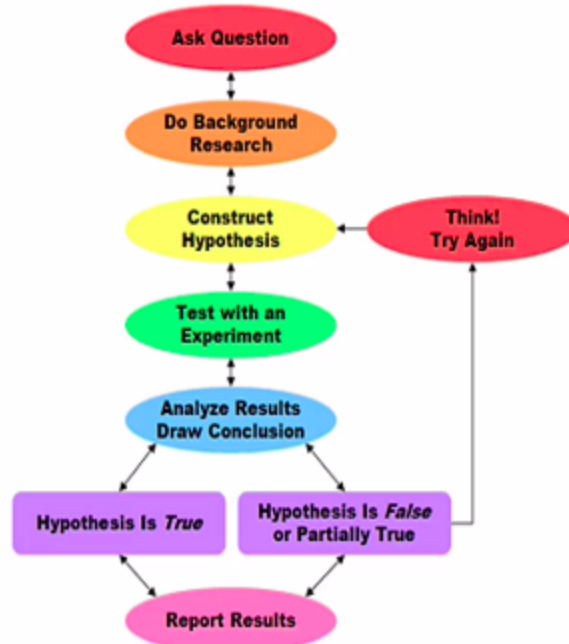 Ask Question
Do Background
Research
Construct
Hypothesis
Think!
Try Again
Test with an
Experiment
Analyze Results
Draw Conclusion
Hypothesis Is True
Hypothesis Is False
or Partially True
Report Results